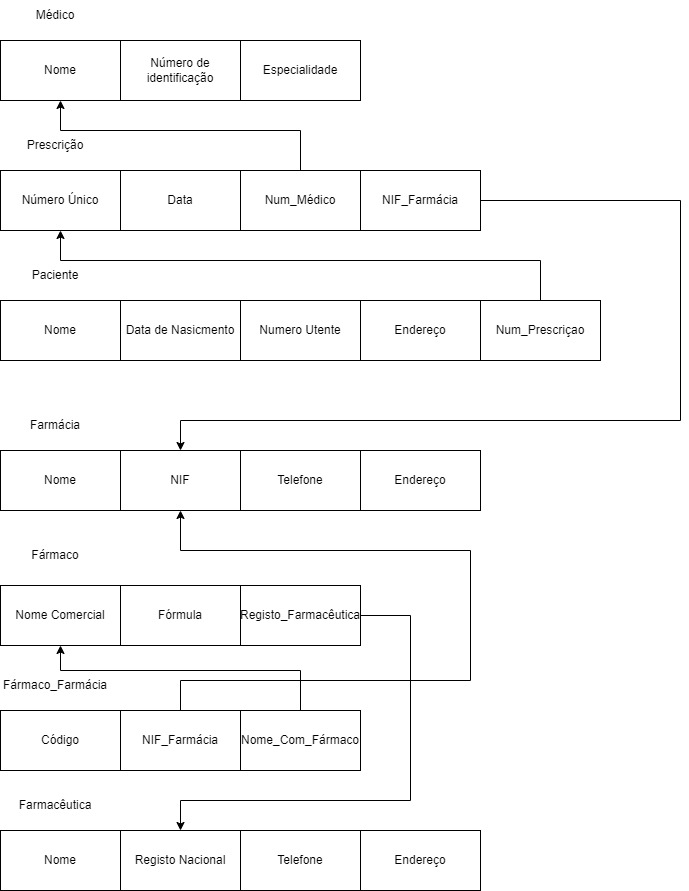 Médico
Nome
Número de
identificação
Especialidade
Prescrição
Número Único
Data
Num_Médico
NIF_Farmácia
Paciente
Nome
Data de Nasicmento
Numero Utente
Endereço
Num_Prescriçao
Farmácia
Nome
NIF
Telefone
Endereço
Fármaco
Nome Comercial
Fórmula
Registo_Farmacêutica
Fármaco_Farmácia
Código
NIF_Farmácia
Nome_Com_Fármaco
Farmacêutica
Nome
Registo Nacional
Telefone
Endereço